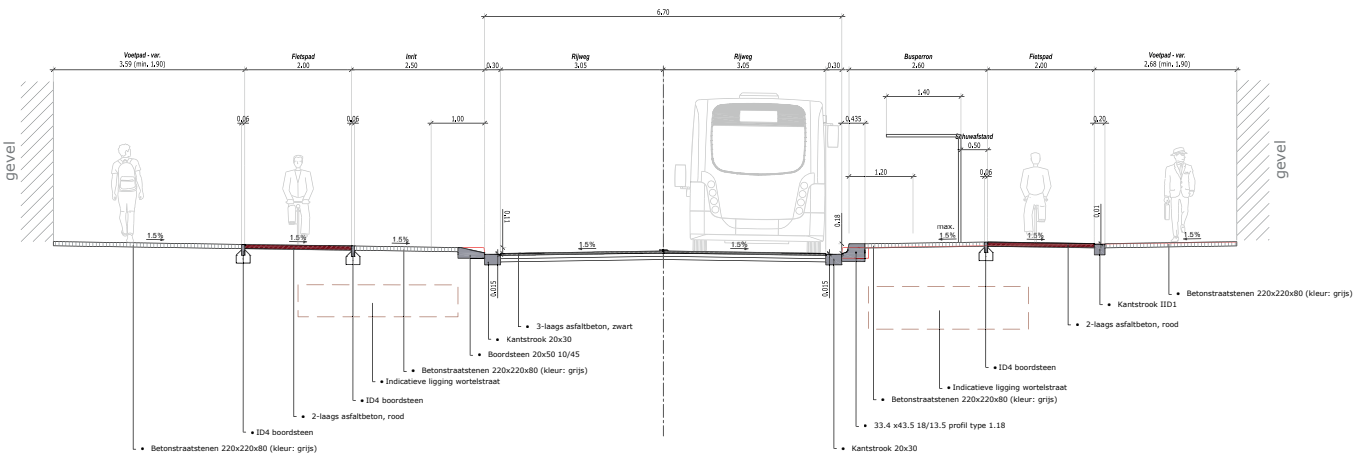 6.70
Voetpad - var.
3.59 (min. 1.90)
Fietspad
2.00
Inrit
2.50
0.30
Rijweg
3.05
Rijweg
3.05
0.30
Busperron
2.60
Fietspad
2.00
Voetpad - var.
2.68 (min. 1.90)
1.40
0.06
0.06
1.00
0.435
Schuwafstand
0.50
0.20
1.20
0.06
gevel
gevel
0.11
0.18
0.01
max.
1.5%
1.5%
1.5%
1.5%
1.5%
1.5%
1.5%
1.5%
0.015
0.015
• Betonstraatstenen 220x220x80 (kleur: grijs)
• Kantstrook IID1
• 3-laags asfaltbeton, zwart
• 2-laags asfaltbeton, rood
• Kantstrook 20x30
• Boordsteen 20x50 10/45
• Betonstraatstenen 220x220x80 (kleur: grijs)
• ID4 boordsteen
• Indicatieve ligging wortelstraat
• Indicatieve ligging wortelstraat
• ID4 boordsteen
• Betonstraatstenen 220x220x80 (kleur: grijs)
• 2-laags asfaltbeton, rood
• 33.4 x43.5 18/13.5 profil type 1.18
• ID4 boordsteen
• Betonstraatstenen 220x220x80 (kleur: grijs)
• Kantstrook 20x30